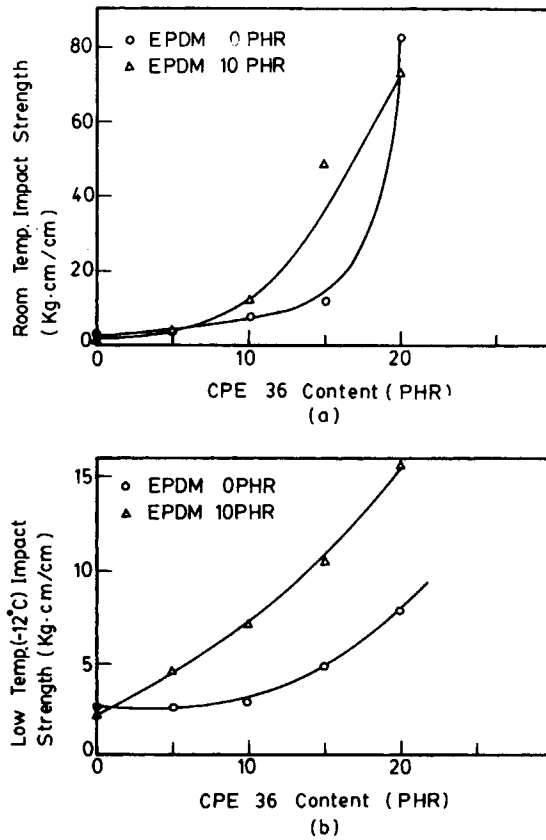 EPDM 0 PHR
EPDM 10 PHR
80
60
40
20
0
Room Temp. Impact Strength
(Kg·cm/cm)
0 10 20
CPE 36 Content (PHR)
(a)
EPDM 0PHR
EPDM 10PHR
15
10
5
0
Low Temp.(-12°C) Impact
Strength (Kg·cm/cm)
0 10 20
CPE 36 Content (PHR)
(b)